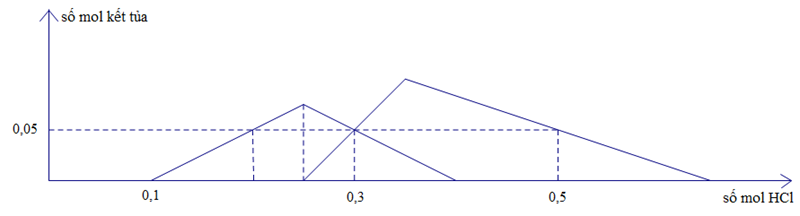 số mol kết tủa
0,05
0,1
0,3
0,5
số mol HCl